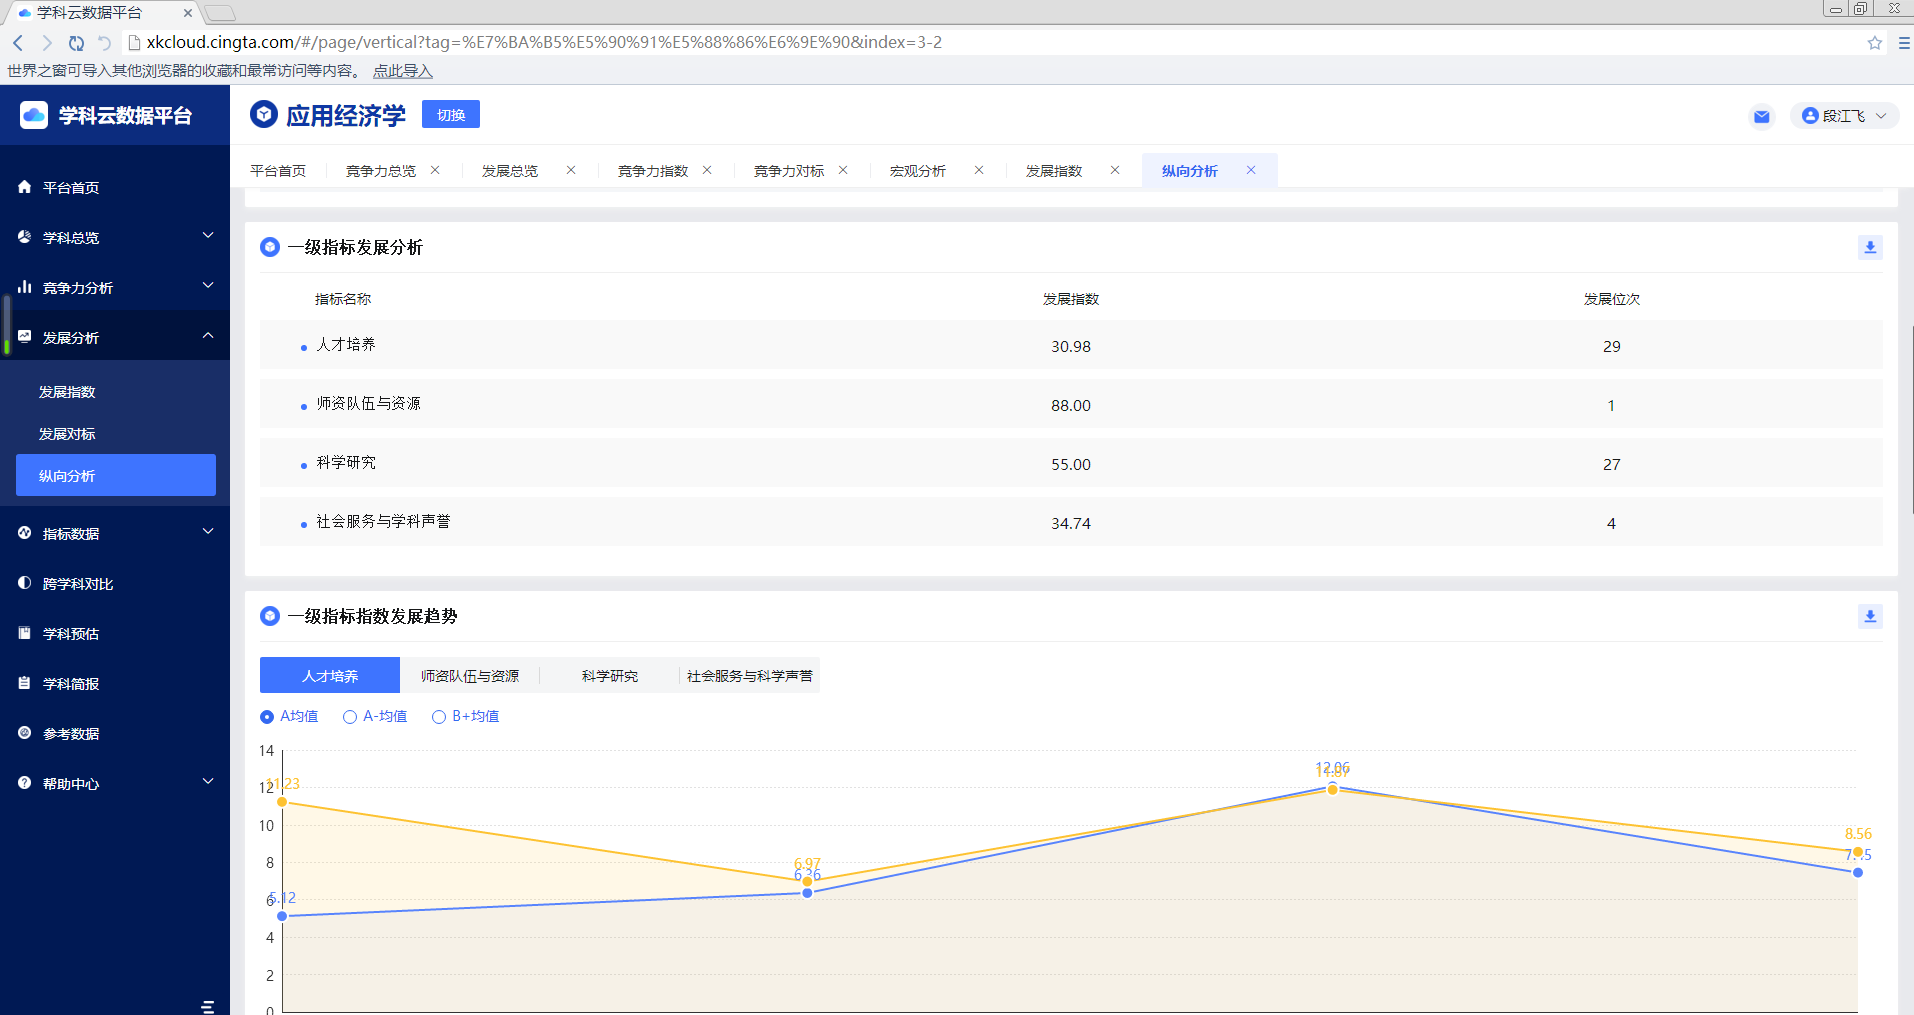 学科云数据平台
xkcloud.cingta.com/#/page/vertical?tag=%E7%BA%B5%E5%90%91%E5%88%86%E6%9E%90&index=3-2
世界之窗可导入其他浏览器的收藏和最常访问等内容。 点此导入
学科云数据平台
应用经济学
切换
段江飞
平台首页
竞争力总览
发展总览
竞争力指数
竞争力对标
宏观分析
发展指数
纵向分析
平台首页
学科总览
竞争力分析
发展分析
发展指数
发展对标
纵向分析
指标数据
跨学科对比
学科预估
学科简报
参考数据
帮助中心
一级指标发展分析
指标名称 发展指数 发展位次
人才培养 30.98 29
师资队伍与资源 88.00 1
科学研究 55.00 27
社会服务与学科声誉 34.74 4
一级指标指数发展趋势
人才培养 师资队伍与资源 科学研究 社会服务与科学声誉
A均值 A-均值 B+均值
14
12
10
8
6
4
2
0
11.23
5.12
6.97
6.36
12.06
11.87
8.56